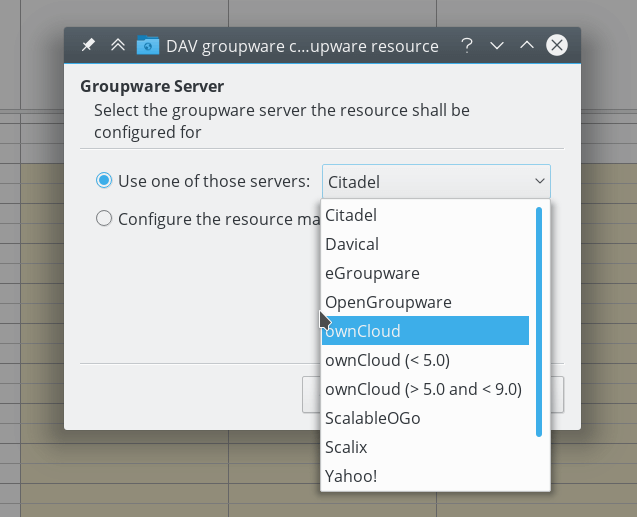 DAV groupware c...upware resource
Groupware Server
Select the groupware server the resource shall be
configured for
Use one of those servers:
Citadel
Configure the resource ma
Citadel
Davical
eGroupware
OpenGroupware
ownCloud
ownCloud (< 5.0)
ownCloud (> 5.0 and < 9.0)
ScalableOGo
Scalix
Yahoo!